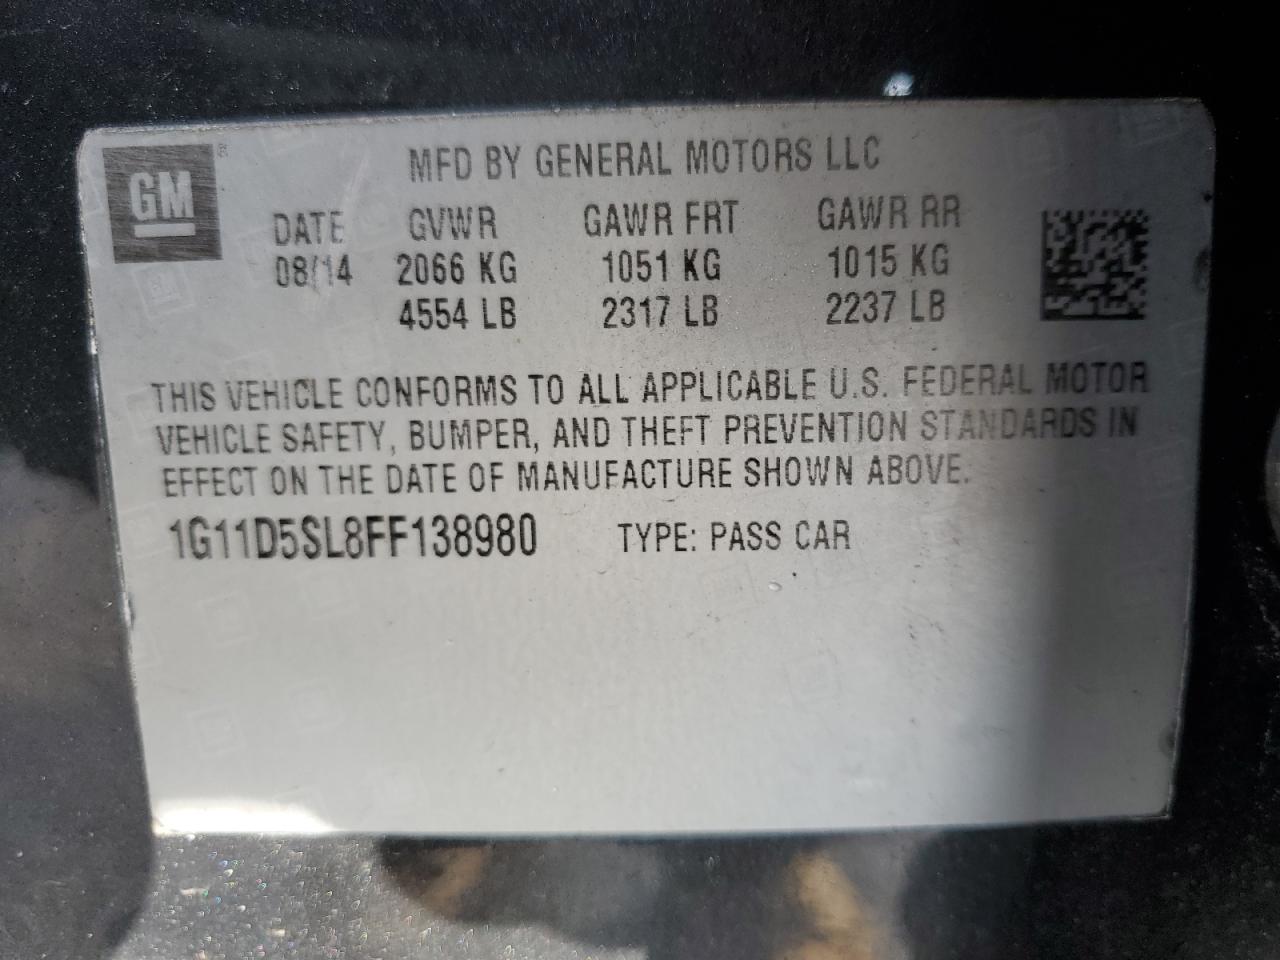 GM
MFD BY GENERAL MOTORS LLC
DATE GVWR GAWR FRT GAWR RR
08/14 2066 KG 1051 KG 1015 KG
4554 LB 2317 LB 2237 LB
THIS VEHICLE CONFORMS TO ALL APPLICABLE U.S. FEDERAL MOTOR
VEHICLE SAFETY, BUMPER, AND THEFT PREVENTION STANDARDS IN
EFFECT ON THE DATE OF MANUFACTURE SHOWN ABOVE.
1G11D5SL8FF138980 TYPE: PASS CAR